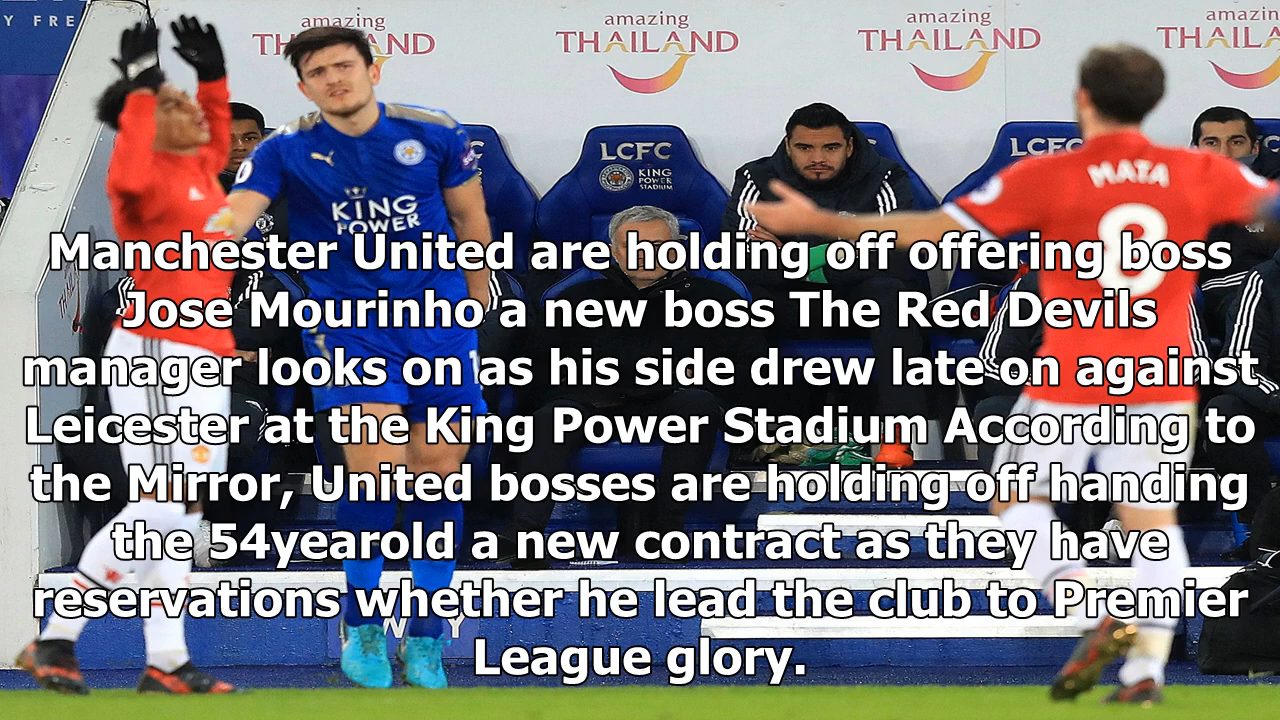 Y FRE
amazing
THAILAND
amazing
THAILAND
amazing
THAILAND
amazing
LCFC
KING
POWER
STADIUM
LCFC
KING
POWER
MATA
8
Manchester United are holding off offering boss
Jose Mourinho a new boss The Red Devils
manager looks on as his side drew late on against
Leicester at the King Power Stadium According to
the Mirror, United bosses are holding off handing
the 54yearold a new contract as they have
reservations whether he lead the club to Premier
League glory.